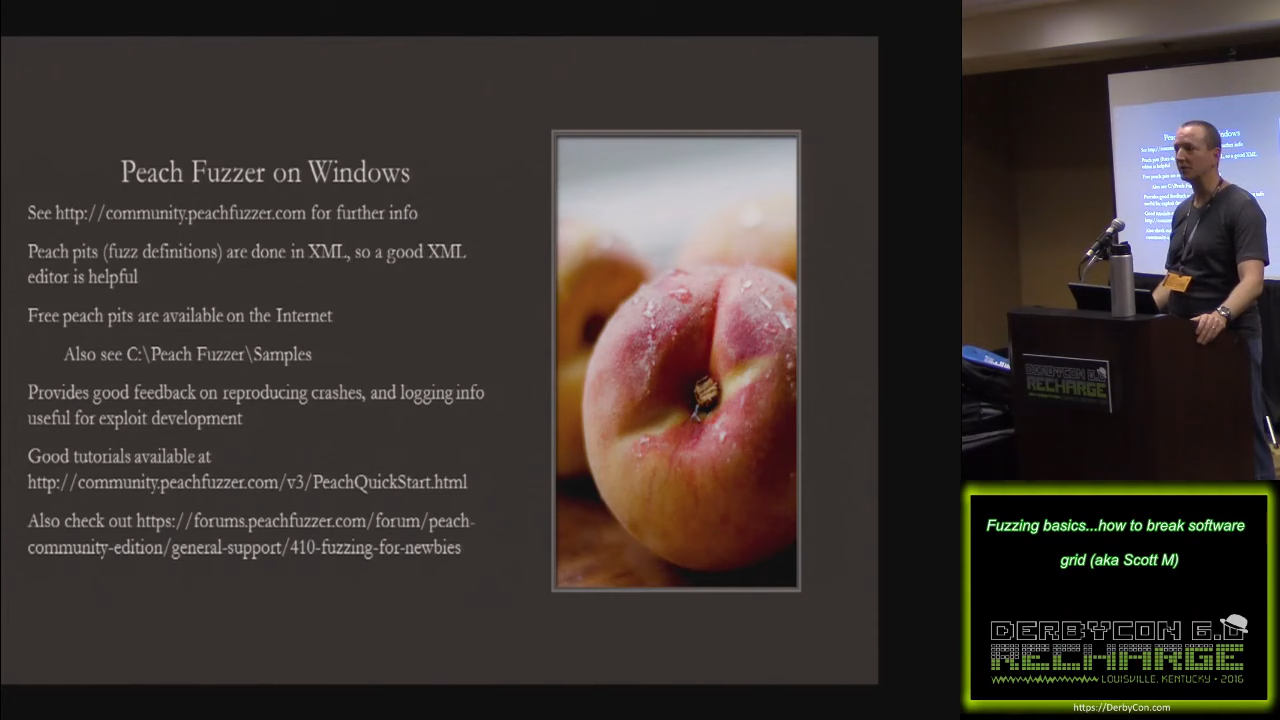 Peach Fuzzer on Windows
See http://community.peachfuzzer.com for further info
Peach pits (fuzz definitions) are done in XML, so a good XML
editor is helpful
Free peach pits are available on the Internet
Also see C:\Peach Fuzzer\Samples
Provides good feedback on reproducing crashes, and logging info
useful for exploit development
Good tutorials available at
http://community.peachfuzzer.com/v3/PeachQuickStart.html
Also check out https://forums.peachfuzzer.com/forum/peach-
community-edition/general-support/410-fuzzing-for-newbies
DERBYCON 6.0
RECHARGE
Fuzzing basics...how to break software
grid (aka Scott M)
DERBYCON 6.0
RECHARGE
LOUISVILLE, KENTUCKY • 2016
https://DerbyCon.com